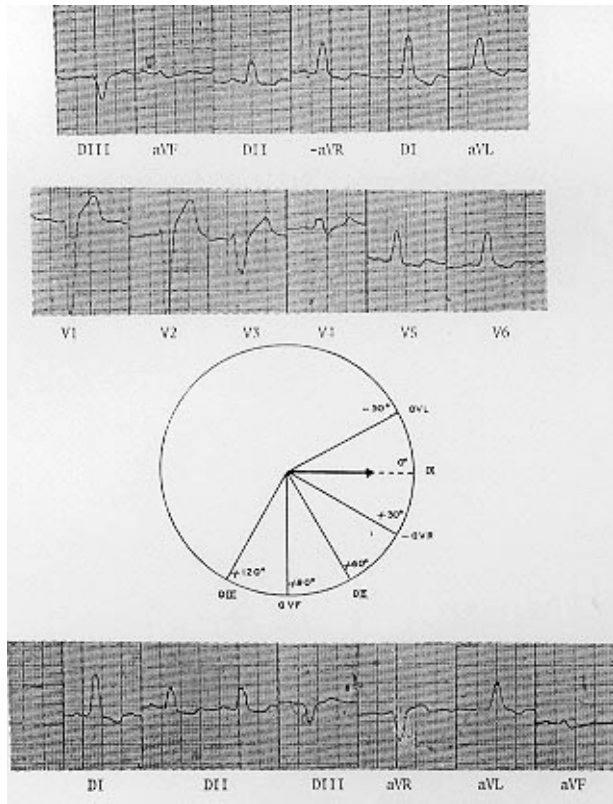 DIII aVF DII -aVR DI aVL
V1 V2 V3 V4 V5 V6
-30° aVL
0° DI
+30° -aVR
+60° DII
+90° aVF
+120° DIII
DI DII DIII aVR aVL aVF